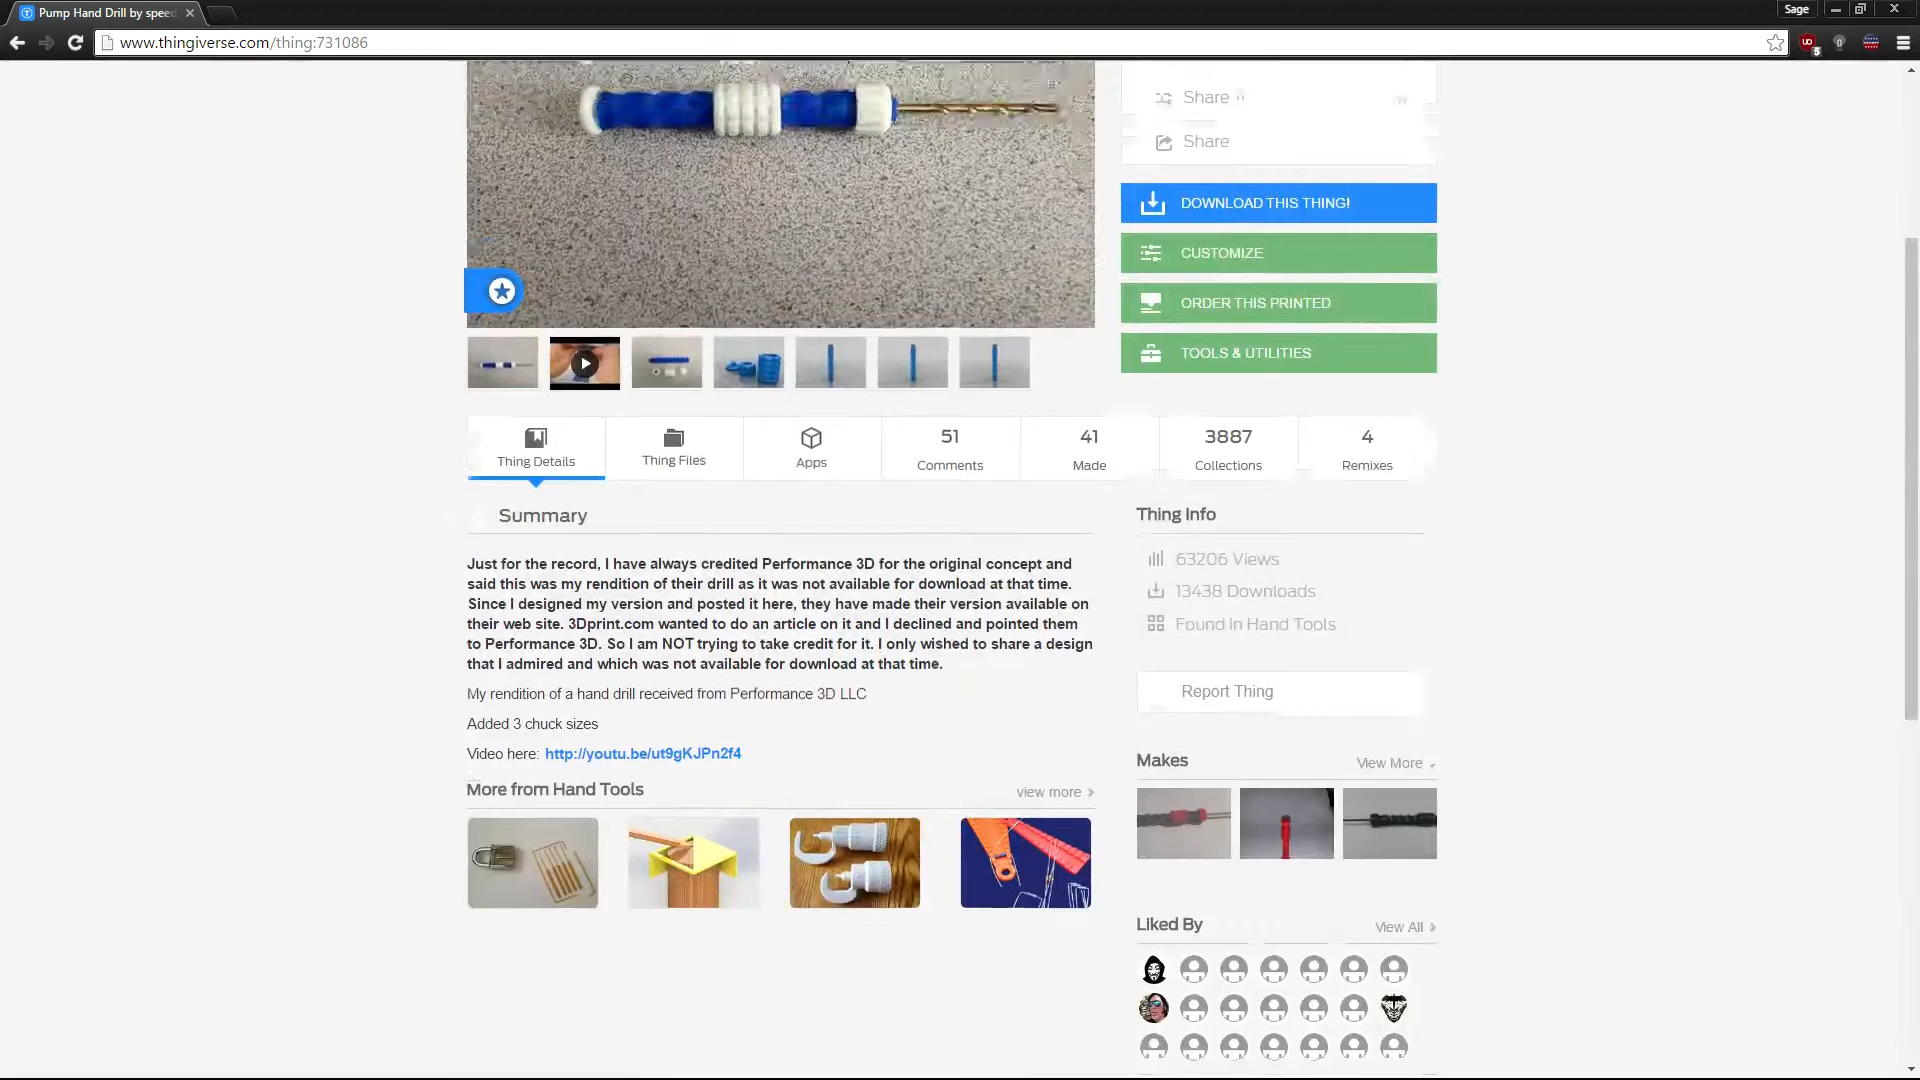 Pump Hand Drill by speed
Sage
www.thingiverse.com/thing:731086
Share
Share
DOWNLOAD THIS THING!
CUSTOMIZE
ORDER THIS PRINTED
TOOLS & UTILITIES
Thing Details
Thing Files
Apps
51
Comments
41
Made
3887
Collections
4
Remixes
Summary
Just for the record, I have always credited Performance 3D for the original concept and
said this was my rendition of their drill as it was not available for download at that time.
Since I designed my version and posted it here, they have made their version available on
their web site. 3Dprint.com wanted to do an article on it and I declined and pointed them
to Performance 3D. So I am NOT trying to take credit for it. I only wished to share a design
that I admired and which was not available for download at that time.
My rendition of a hand drill received from Performance 3D LLC
Added 3 chuck sizes
Video here: http://youtu.be/ut9gKJPn2f4
More from Hand Tools
view more
Thing Info
63206 Views
13438 Downloads
Found in Hand Tools
Report Thing
Makes
View More
Liked By
View All